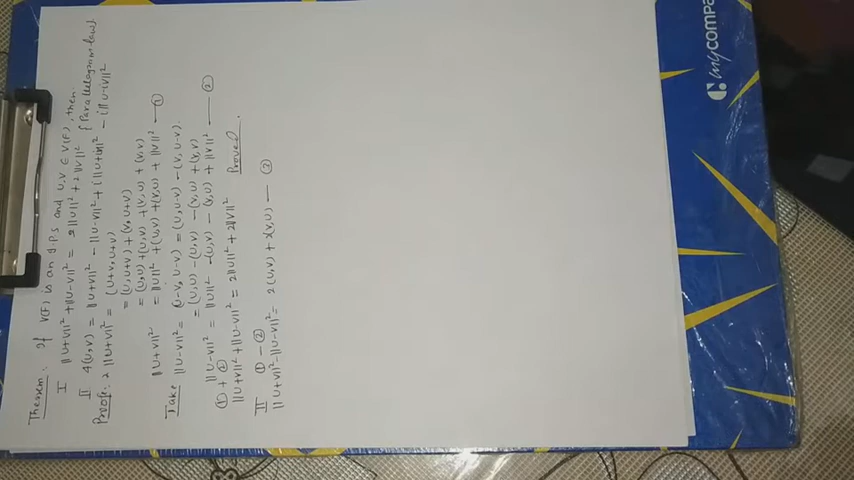 Theorem: If V(F) is an I.P.S and U,V ∈ V(F), then
I ||U+V||² + ||U-V||² = 2||U||² + 2||V||² {Parallelogram law}
II 4(U,V) = ||U+V||² - ||U-V||² + i||U+iV||² - i||U-iV||²
Proof: ||U+V||² = (U+V, U+V)
= (U,U+V) + (V,U+V)
= (U,U) + (U,V) + (V,U) + (V,V)
||U+V||² = ||U||² + (U,V) + (V,U) + ||V||² — ①
Take ||U-V||² = (U-V, U-V) = (U,U-V) - (V,U-V)
= (U,U) - (U,V) - (V,U) + (V,V)
||U-V||² = ||U||² - (U,V) - (V,U) + ||V||² — ②
① + ②
||U+V||² + ||U-V||² = 2||U||² + 2||V||² Proved.
II ① - ②
||U+V||² - ||U-V||² = 2(U,V) + 2(V,U) — ③
mycompa